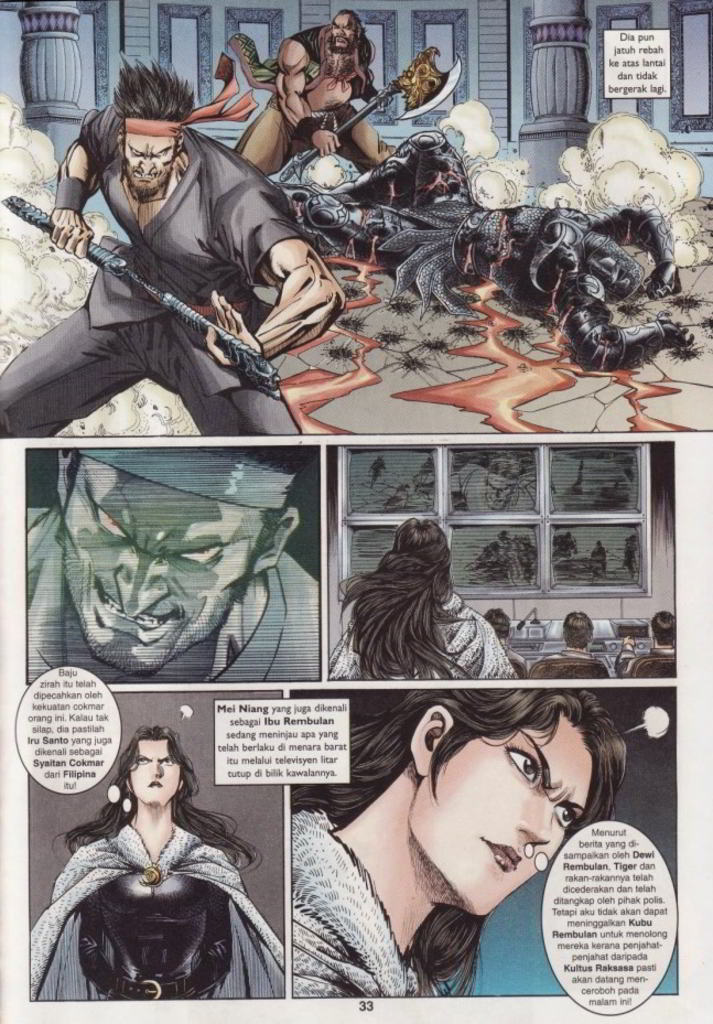 Dia pun
jatuh rebah
ke atas lantai
dan tidak
bergerak lagi.
Baju
zirah itu telah
dipecahkan oleh
kekuatan cokmar
orang ini. Kalau tak
silap, dia pastilah
Iru Santo yang juga
dikenali sebagai
Syaitan Cokmar
dari Filipina
itu!
Mei Niang yang juga dikenali
sebagai Ibu Rembulan
sedang meninjau apa yang
telah berlaku di menara barat
itu melalui televisyen litar
tutup di bilik kawalannya.
Menurut
berita yang di-
sampaikan oleh Dewi
Rembulan, Tiger dan
rakan-rakannya telah
dicederakan dan telah
ditangkap oleh pihak polis.
Tetapi aku tidak akan dapat
meninggalkan Kubu
Rembulan untuk menolong
mereka kerana penjahat-
penjahat daripada
Kultus Raksasa pasti
akan datang men-
ceroboh pada
malam ini!
33